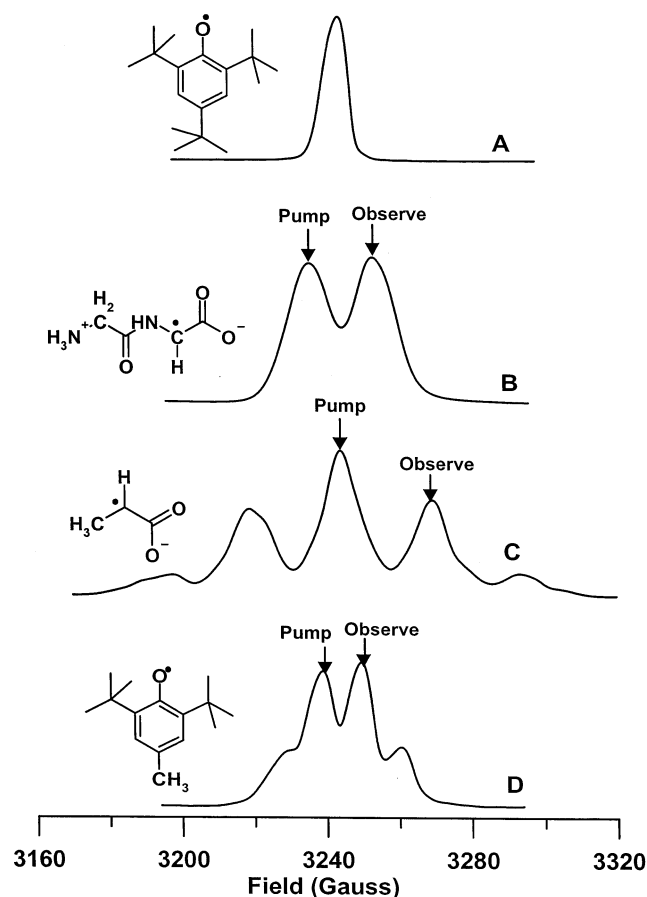 O•
A
Pump
Observe
H₂
H₃N⁺
C
HN
•
C
O
O⁻
O
H
B
Pump
Observe
H
•
H₃C
O
O⁻
C
Pump
Observe
O•
CH₃
D
3160
3200
3240
3280
3320
Field (Gauss)